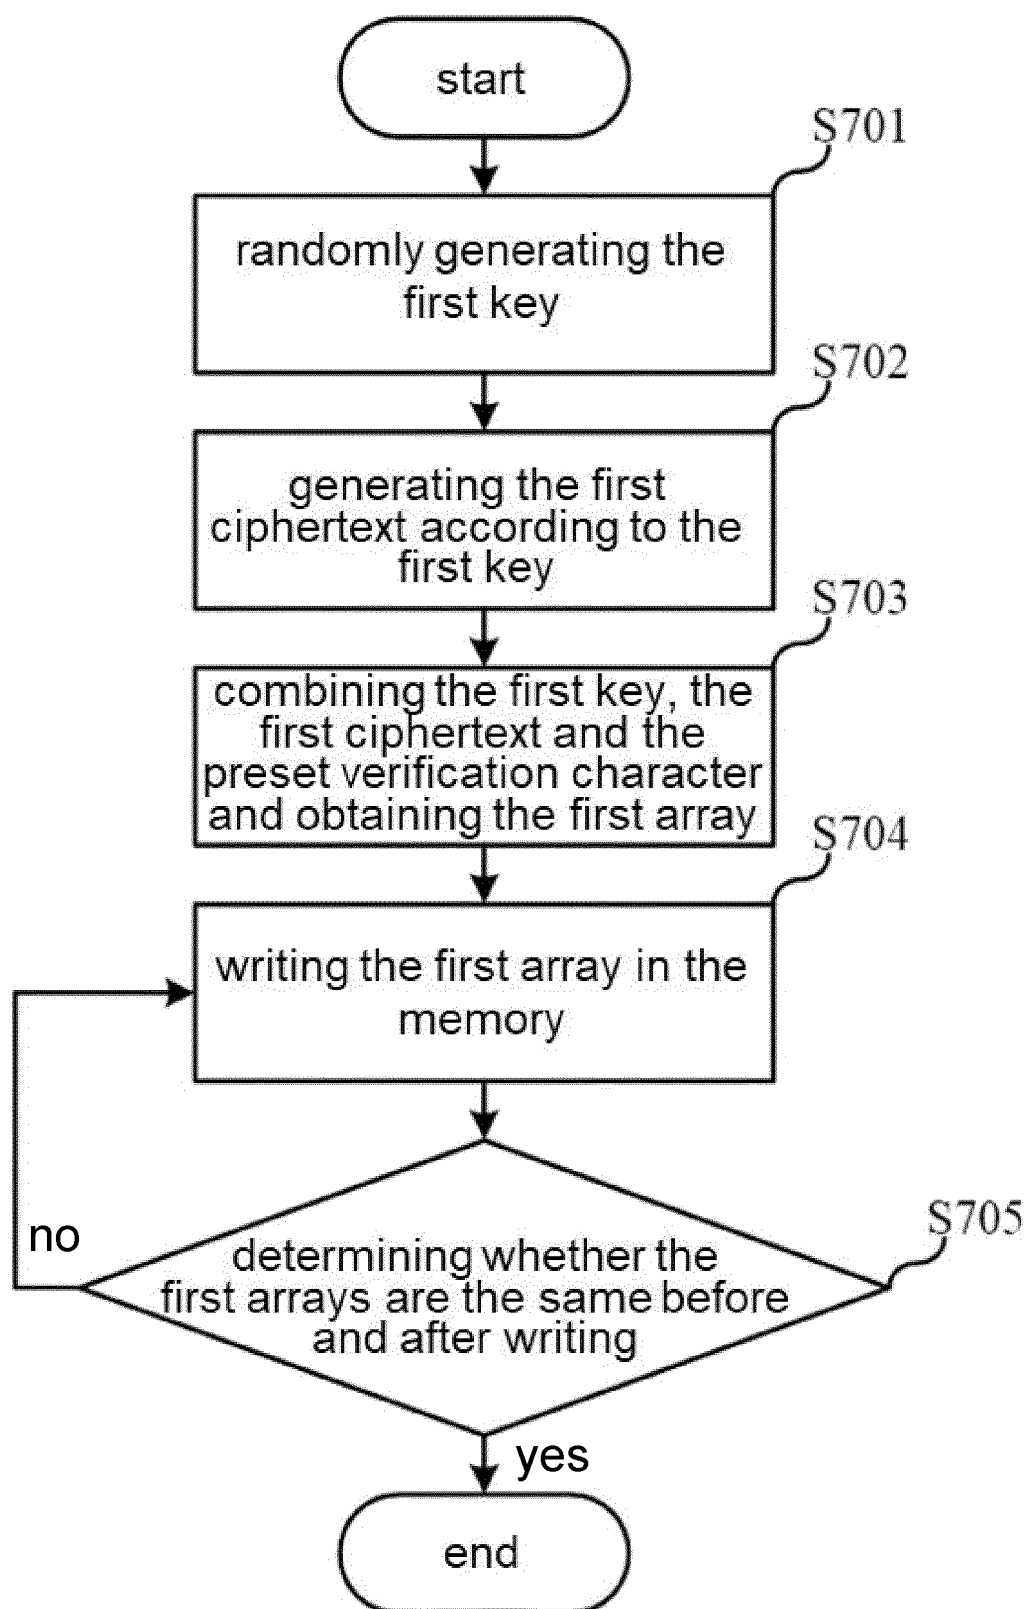 start
S701
randomly generating the
first key
S702
generating the first
ciphertext according to the
first key
S703
combining the first key, the
first ciphertext and the
preset verification character
and obtaining the first array
S704
writing the first array in the
memory
S705
no
determining whether the
first arrays are the same before
and after writing
yes
end